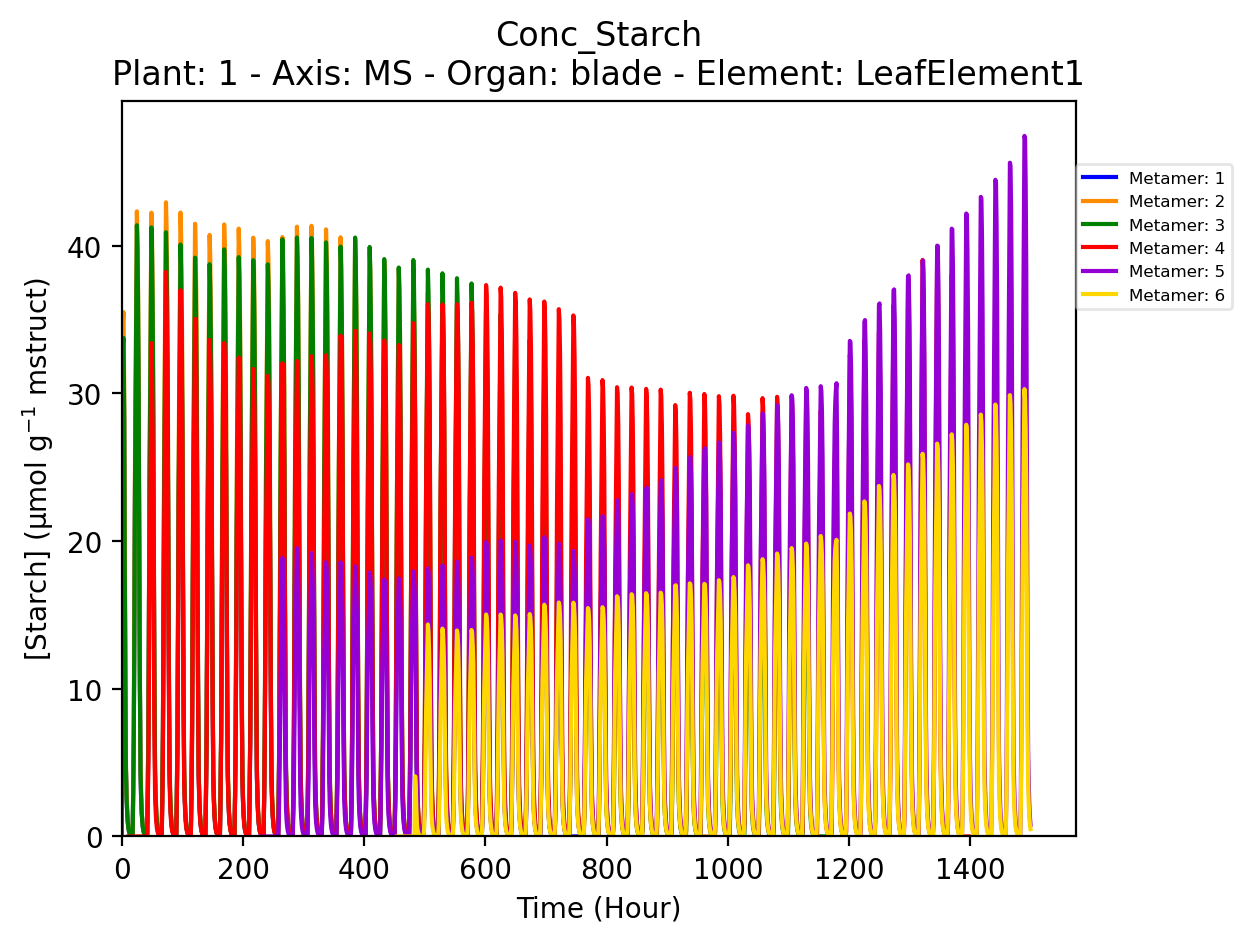 Conc_Starch
Plant: 1 - Axis: MS - Organ: blade - Element: LeafElement1
[Starch] (µmol g⁻¹ mstruct)
40
30
20
10
0
0 200 400 600 800 1000 1200 1400
Time (Hour)
Metamer: 1
Metamer: 2
Metamer: 3
Metamer: 4
Metamer: 5
Metamer: 6